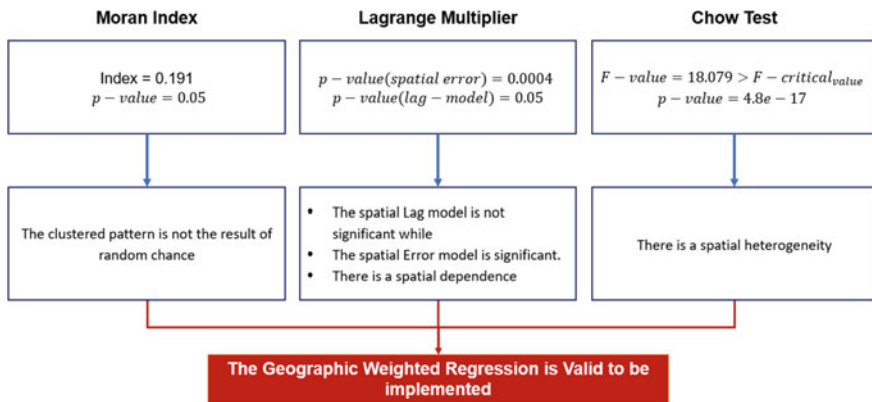 Moran Index
Lagrange Multiplier
Chow Test
Index = 0.191
p − value = 0.05
p − value(spatial error) = 0.0004
p − value(lag − model) = 0.05
F − value = 18.079 > F − critical_value
p − value = 4.8e − 17
The clustered pattern is not the result of
random chance
• The spatial Lag model is not
significant while
• The spatial Error model is significant.
• There is a spatial dependence
There is a spatial heterogeneity
The Geographic Weighted Regression is Valid to be
implemented